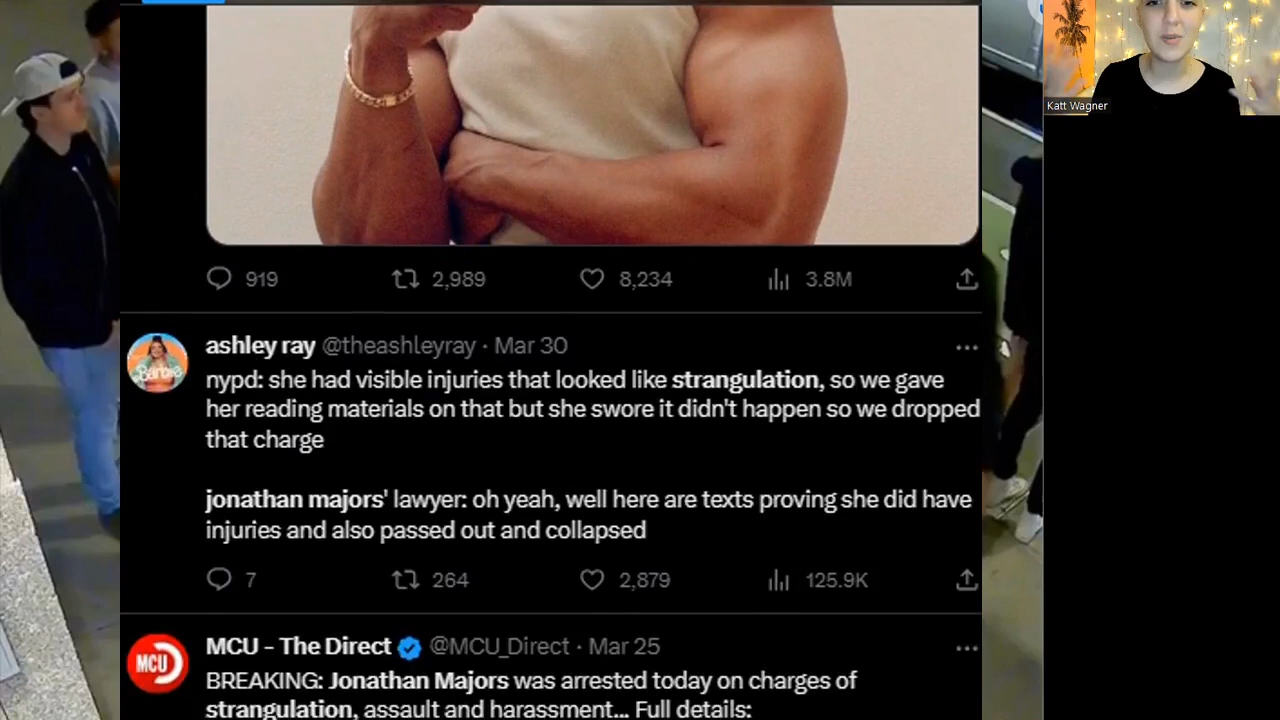 Katt Wagner
919 2,989 8,234 3.8M
ashley ray @theashleyray · Mar 30
nypd: she had visible injuries that looked like strangulation, so we gave
her reading materials on that but she swore it didn't happen so we dropped
that charge
jonathan majors' lawyer: oh yeah, well here are texts proving she did have
injuries and also passed out and collapsed
7 264 2,879 125.9K
Barbie
MCU - The Direct @MCU_Direct · Mar 25
MCU
BREAKING: Jonathan Majors was arrested today on charges of
strangulation, assault and harassment... Full details: